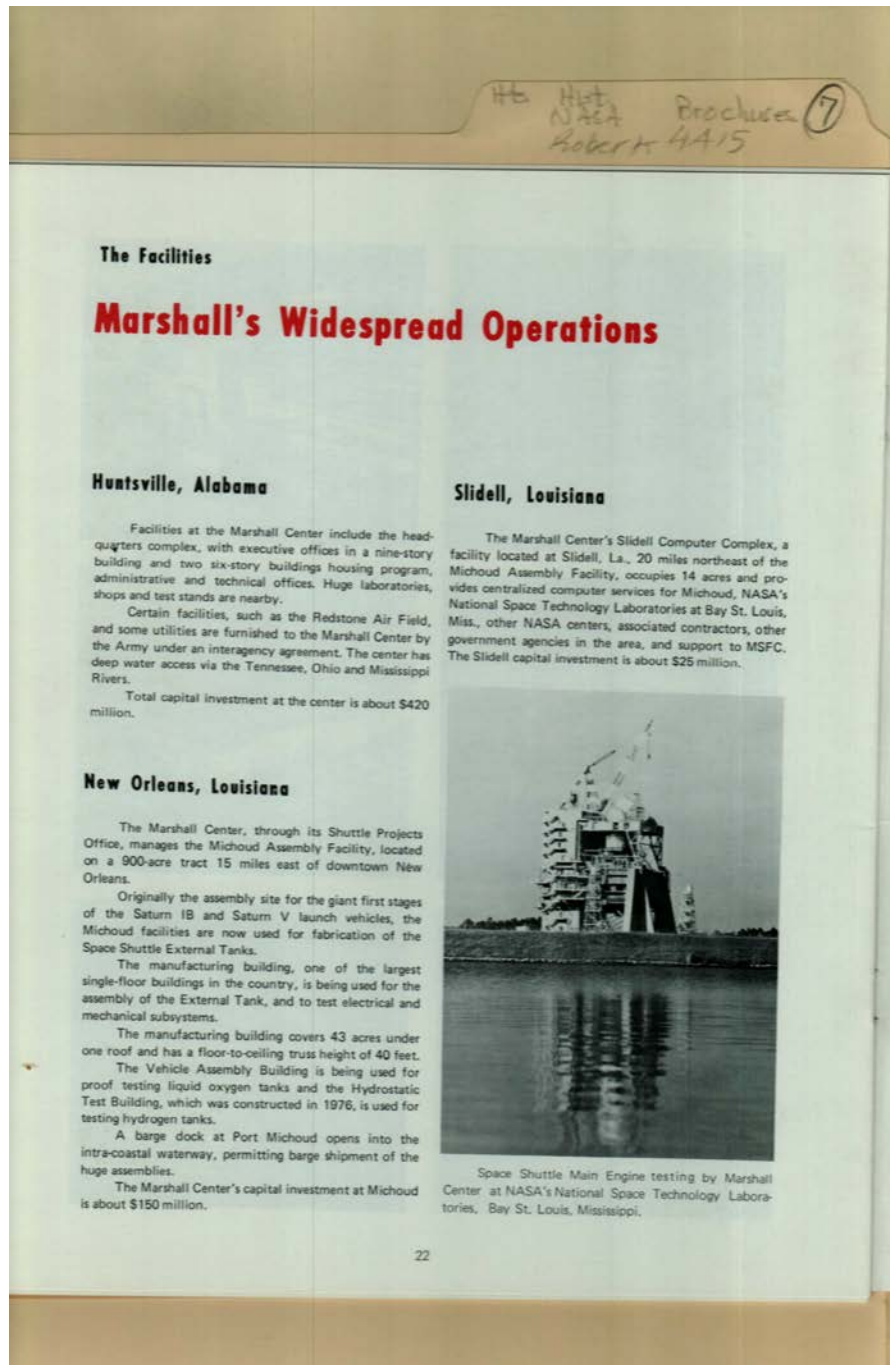 Hist.
NASA Brochures 7
Robert 4A15
The Facilities
Marshall's Widespread Operations
Huntsville, Alabama
Facilities at the Marshall Center include the head-
quarters complex, with executive offices in a nine-story
building and two six-story buildings housing program,
administrative and technical offices. Huge laboratories,
shops and test stands are nearby.
Certain facilities, such as the Redstone Air Field,
and some utilities are furnished to the Marshall Center by
the Army under an interagency agreement. The center has
deep water access via the Tennessee, Ohio and Mississippi
Rivers.
Total capital investment at the center is about $420
million.
New Orleans, Louisiana
The Marshall Center, through its Shuttle Projects
Office, manages the Michoud Assembly Facility, located
on a 900-acre tract 15 miles east of downtown New
Orleans.
Originally the assembly site for the giant first stages
of the Saturn IB and Saturn V launch vehicles, the
Michoud facilities are now used for fabrication of the
Space Shuttle External Tanks.
The manufacturing building, one of the largest
single-floor buildings in the country, is being used for the
assembly of the External Tank, and to test electrical and
mechanical subsystems.
The manufacturing building covers 43 acres under
one roof and has a floor-to-ceiling truss height of 40 feet.
The Vehicle Assembly Building is being used for
proof testing liquid oxygen tanks and the Hydrostatic
Test Building, which was constructed in 1976, is used for
testing hydrogen tanks.
A barge dock at Port Michoud opens into the
intra-coastal waterway, permitting barge shipment of the
huge assemblies.
The Marshall Center's capital investment at Michoud
is about $150 million.
Slidell, Louisiana
The Marshall Center's Slidell Computer Complex, a
facility located at Slidell, La., 20 miles northeast of the
Michoud Assembly Facility, occupies 14 acres and pro-
vides centralized computer services for Michoud, NASA's
National Space Technology Laboratories at Bay St. Louis,
Miss., other NASA centers, associated contractors, other
government agencies in the area, and support to MSFC.
The Slidell capital investment is about $25 million.
Space Shuttle Main Engine testing by Marshall
Center at NASA's National Space Technology Labora-
tories, Bay St. Louis, Mississippi.
22